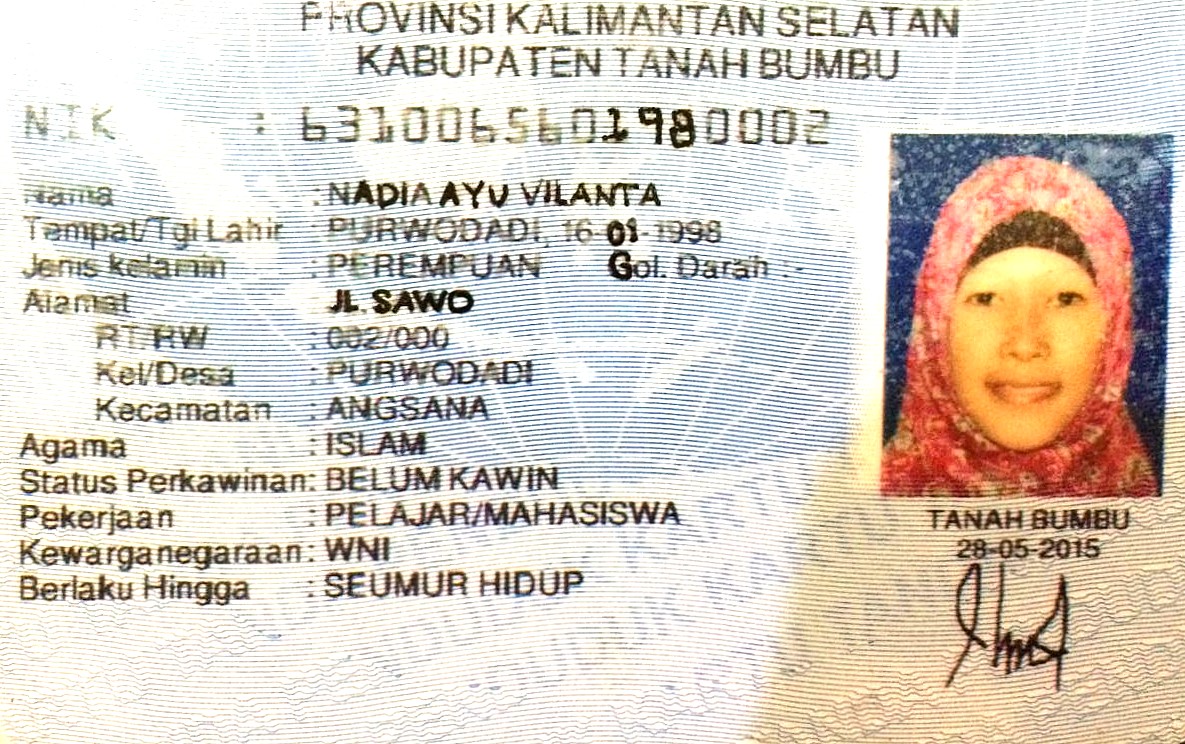 PROVINSI KALIMANTAN SELATAN
KABUPATEN TANAH BUMBU
NIK : 6310065601980002
Nama : NADIA AYU VILANTA
Tempat/Tgl Lahir : PURWODADI, 16-01-1998
Jenis kelamin : PEREMPUAN Gol. Darah : -
Alamat JL. SAWO
RT/RW : 002/000
Kel/Desa : PURWODADI
Kecamatan : ANGSANA
Agama : ISLAM
Status Perkawinan: BELUM KAWIN
Pekerjaan : PELAJAR/MAHASISWA
Kewarganegaraan: WNI
Berlaku Hingga : SEUMUR HIDUP
TANAH BUMBU
28-05-2015